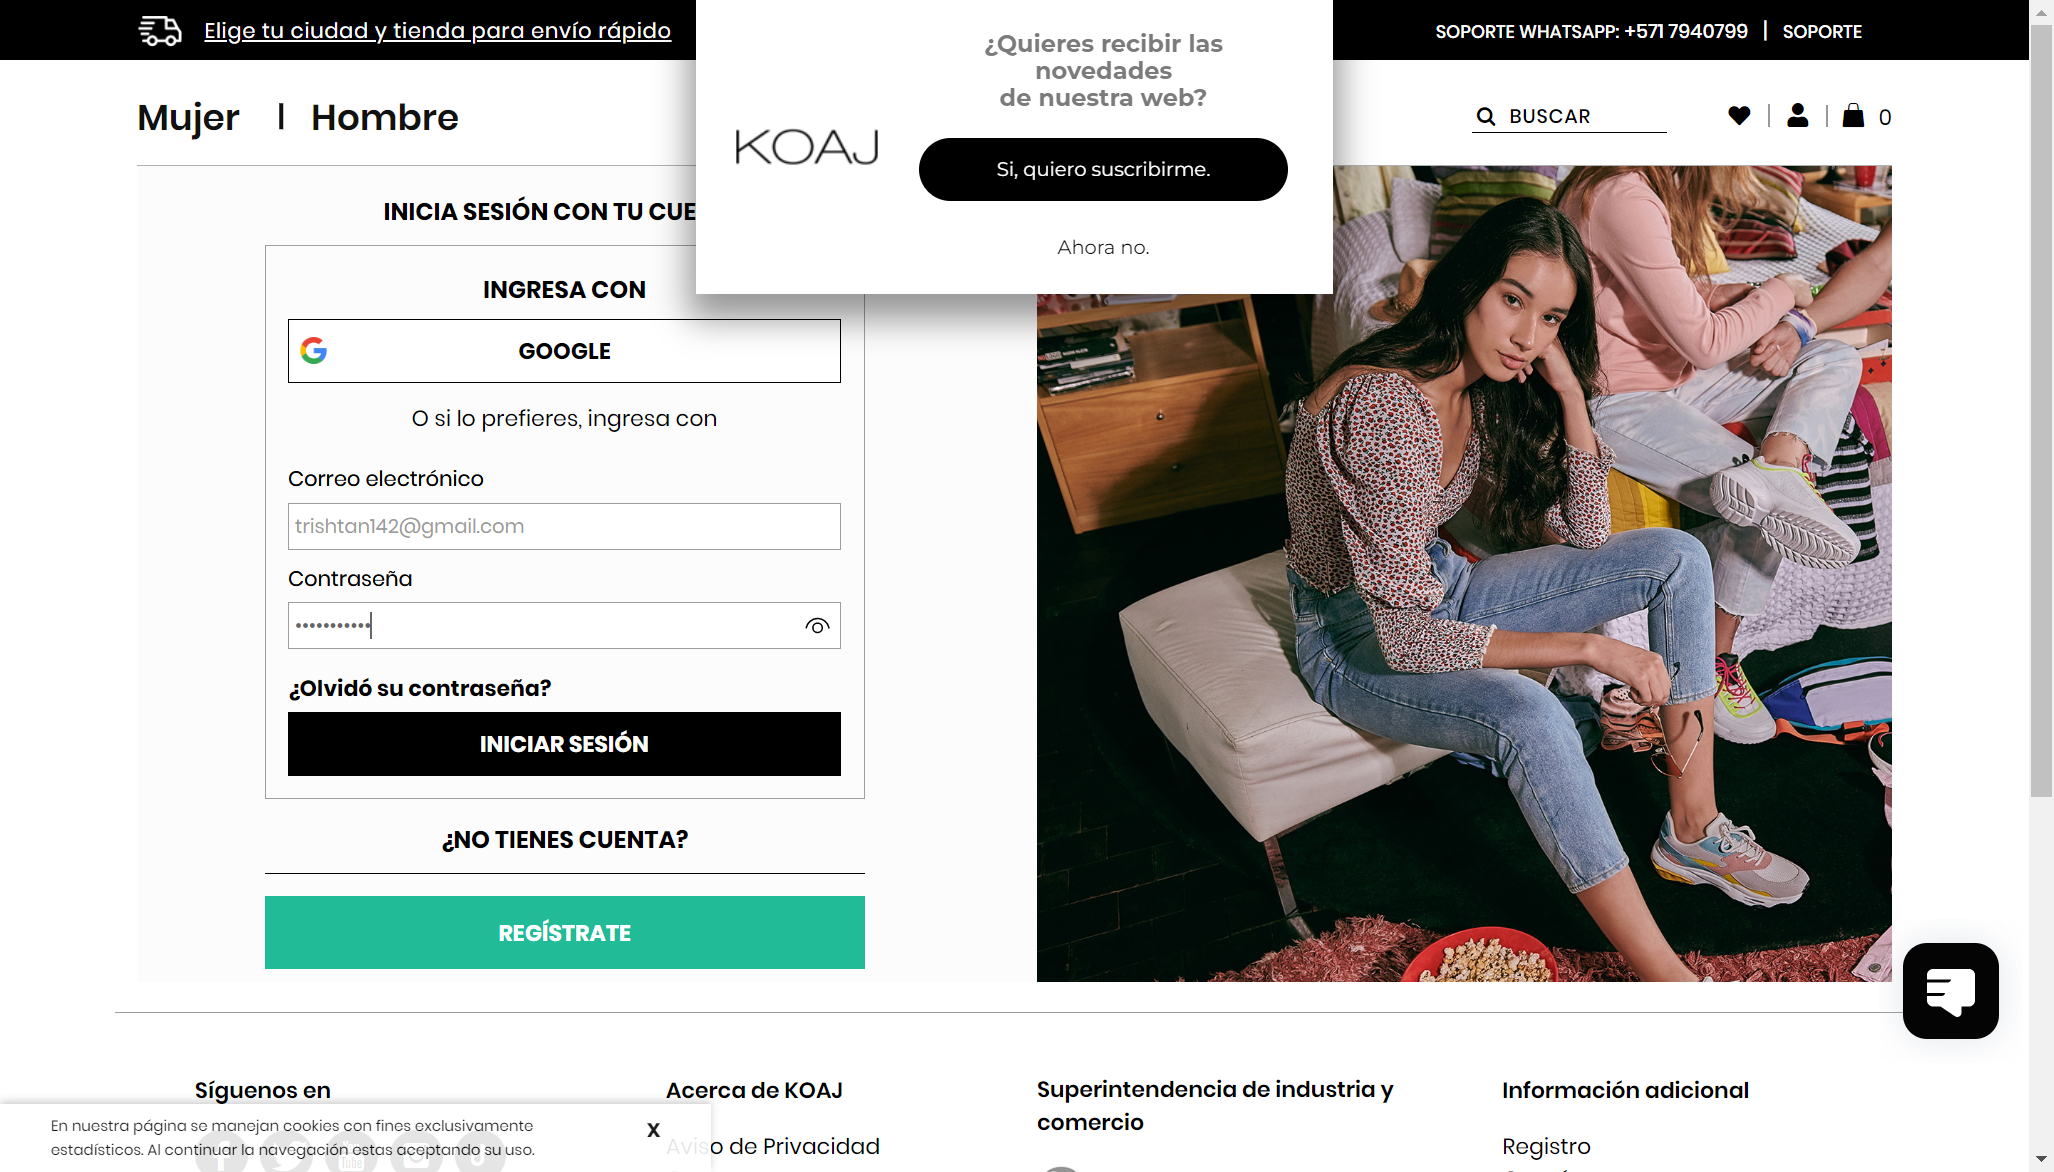 Elige tu ciudad y tienda para envío rápido
SOPORTE WHATSAPP: +571 7940799 | SOPORTE
¿Quieres recibir las
novedades
de nuestra web?
KOAJ
Si, quiero suscribirme.
Ahora no.
Mujer | Hombre
BUSCAR
0
INICIA SESIÓN CON TU CUE
INGRESA CON
GOOGLE
O si lo prefieres, ingresa con
Correo electrónico
trishtan142@gmail.com
Contraseña
•••••••••••
¿Olvidó su contraseña?
INICIAR SESIÓN
¿NO TIENES CUENTA?
REGÍSTRATE
Síguenos en
Acerca de KOAJ
Aviso de Privacidad
Superintendencia de industria y
comercio
Información adicional
Registro
En nuestra página se manejan cookies con fines exclusivamente
estadísticos. Al continuar la navegación estas aceptando su uso.
X